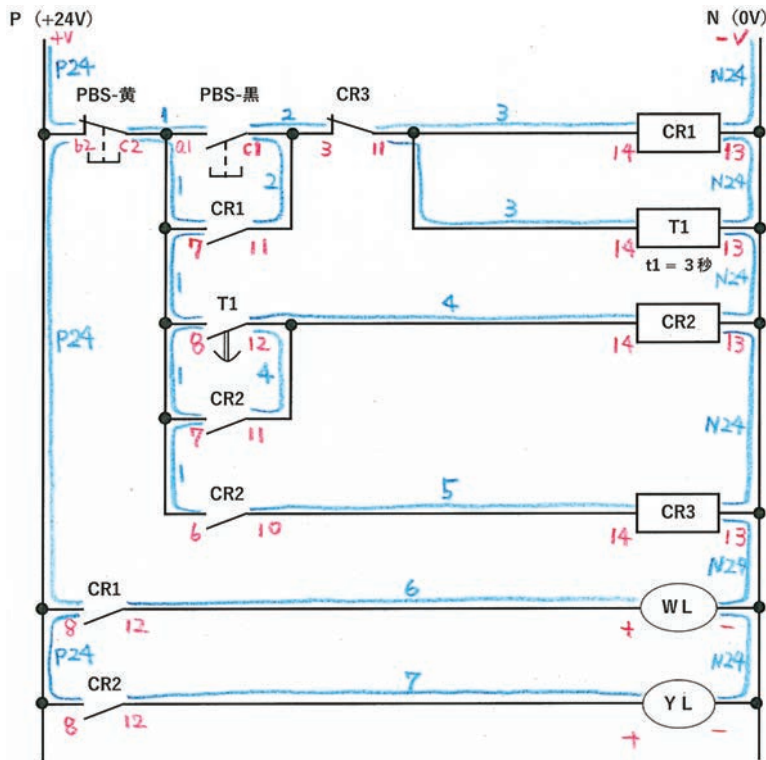 P (+24V) N (0V)
+V -V
P24 N24
PBS-黄 1 PBS-黒 2 CR3 3 CR1
b2 c2 a1 c1 3 11 14 13
1 2 N24
CR1 3 T1
7 11 14 13
t1 = 3秒
1 N24
T1 4 CR2
8 12 14 13
P24 1 4
CR2
7 11 N24
1
CR2 5 CR3
6 10 14 13
N24
CR1 6 WL
8 12 + -
P24 N24
CR2 7 YL
8 12 + -